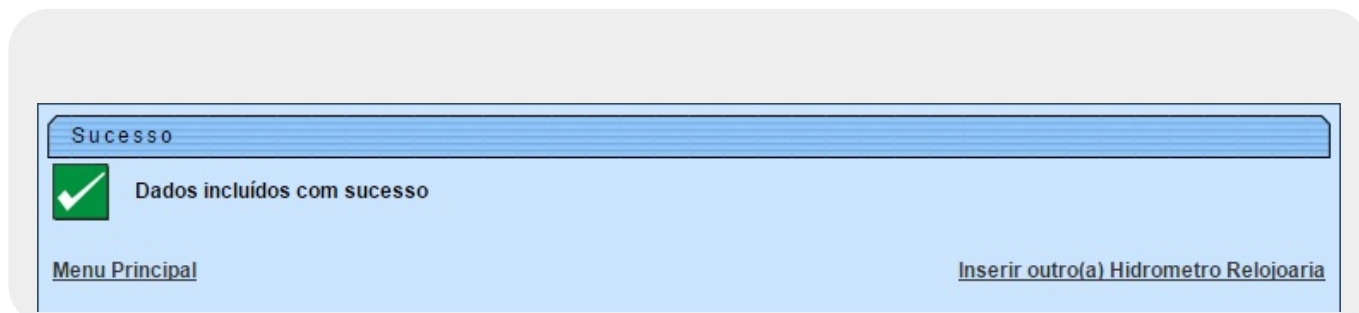 Sucesso
Dados incluídos com sucesso
Menu Principal Inserir outro(a) Hidrometro Relojoaria